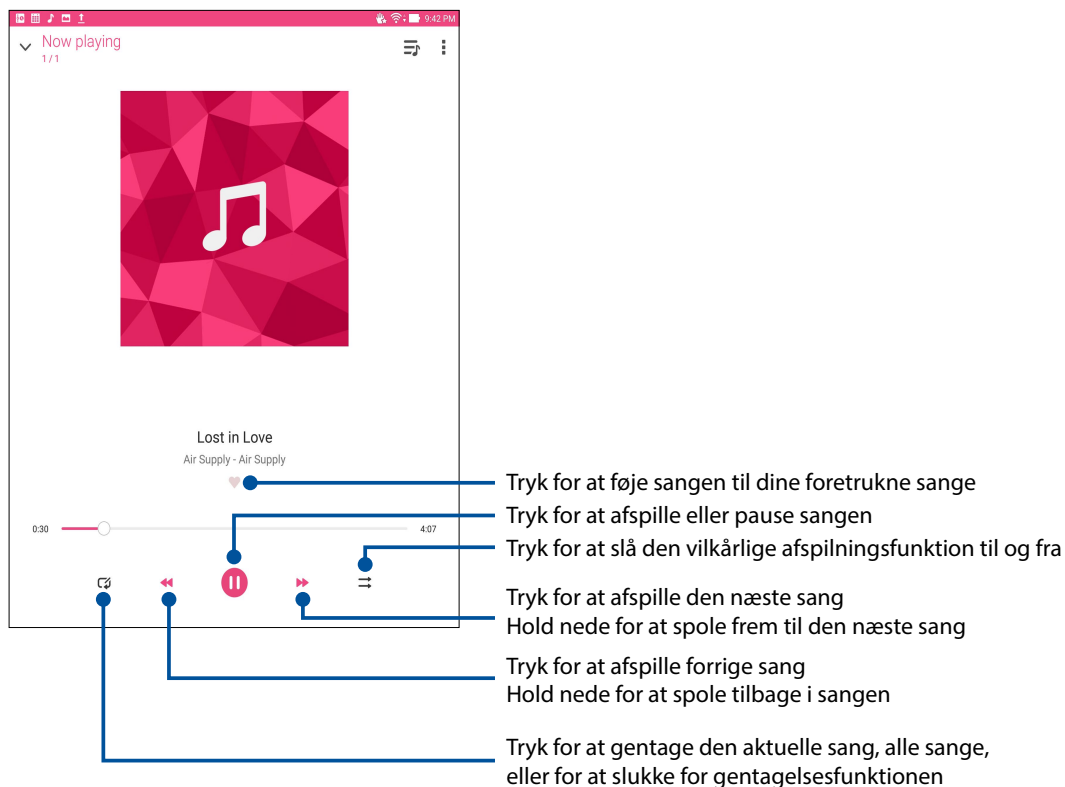 9:42 PM
Now playing
1 / 1
Lost in Love
Air Supply - Air Supply
0:30
4:07
Tryk for at føje sangen til dine foretrukne sange
Tryk for at afspille eller pause sangen
Tryk for at slå den vilkårlige afspilningsfunktion til og fra
Tryk for at afspille den næste sang
Hold nede for at spole frem til den næste sang
Tryk for at afspille forrige sang
Hold nede for at spole tilbage i sangen
Tryk for at gentage den aktuelle sang, alle sange,
eller for at slukke for gentagelsesfunktionen